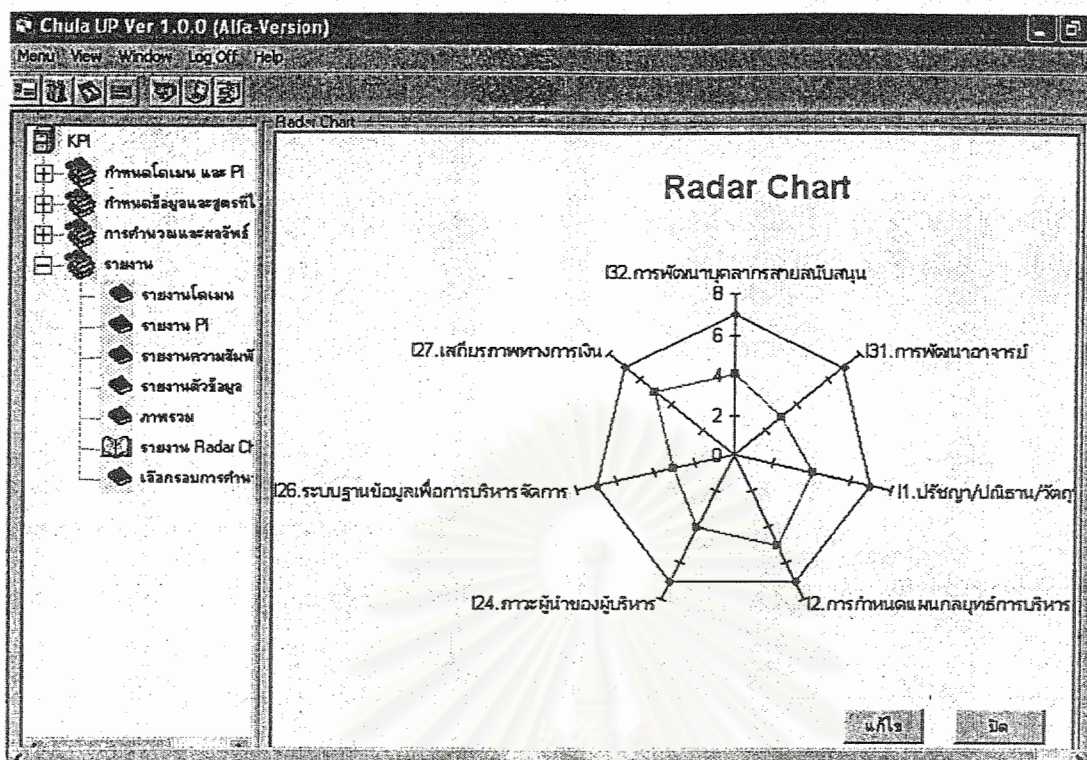 Chula UP Ver 1.0.0 (Alfa-Version)
Menu View Window Log Off Help
KPI
กำหนดโดเมน และ PI
กำหนดข้อมูลและสูตรที่ใ
การคำนวณและผลลัพธ์
รายงาน
รายงานโดเมน
รายงาน PI
รายงานความสัมพั
รายงานตัวข้อมูล
ภาพรวม
รายงาน Radar Ch
เลือกรอบการคำน
Radar Chart
Radar Chart
I32.การพัฒนาบุคลากรสายสนับสนุน
8
6
4
2
0
I27.เสถียรภาพทางการเงิน
I31.การพัฒนาอาจารย์
I26.ระบบฐานข้อมูลเพื่อการบริหารจัดการ
I1.ปรัชญา/ปณิธาน/วัตถุ
I24.ภาวะผู้นำของผู้บริหาร
I2.การกำหนดแผนกลยุทธ์การบริหาร
แก้ไข
ปิด